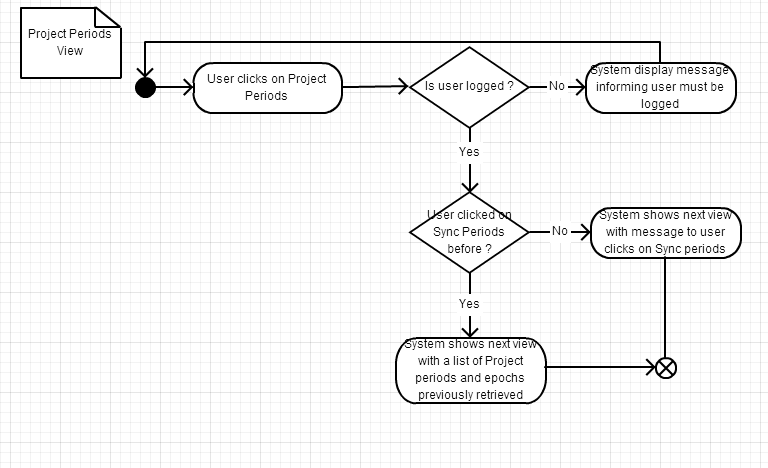 Project Periods
View
User clicks on Project
Periods
Is user logged ?
No
System display message
informing user must be
logged
Yes
User clicked on
Sync Periods
before ?
No
System shows next view
with message to user
clicks on Sync periods
Yes
System shows next view
with a list of Project
periods and epochs
previously retrieved